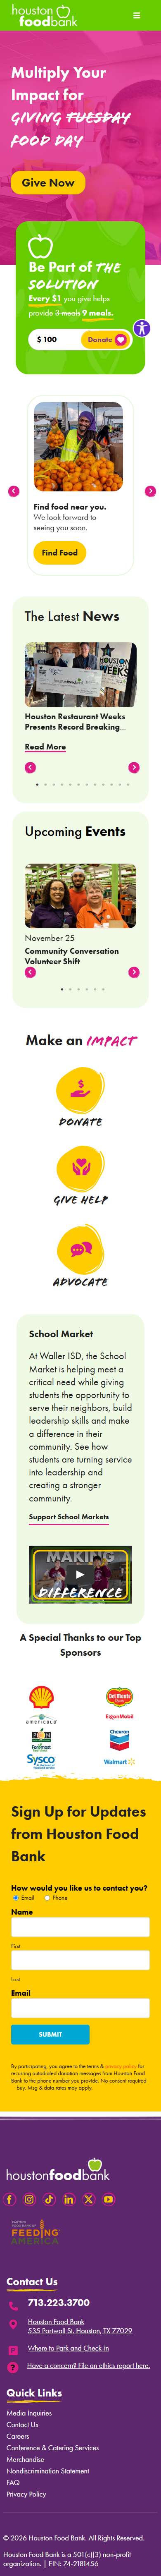 houston
foodbank
Multiply Your
Impact for
GIVING TUESDAY
FOOD DAY
Give Now
Be Part of THE
SOLUTION
Every $1 you give helps
provide 3 meals 9 meals.
$ 100
Donate
Find food near you.
We look forward to
seeing you soon.
Find Food
The Latest News
Houston Restaurant Weeks
Presents Record Breaking...
Read More
Upcoming Events
November 25
Community Conversation
Volunteer Shift
Make an IMPACT
DONATE
GIVE HELP
ADVOCATE
School Market
At Waller ISD, the School
Market is helping meet a
critical need while giving
students the opportunity to
serve their neighbors, build
leadership skills and make
a difference in their
community. See how
students are turning service
into leadership and
creating a stronger
community.
Support School Markets
MAKING
DIFFERENCE
A Special Thanks to our Top
Sponsors
Del Monte
americold
ExxonMobil
Chevron
Sysco
Walmart
Sign Up for Updates
from Houston Food
Bank
How would you like us to contact you?
Email Phone
Name
First
Last
Email
SUBMIT
By participating, you agree to the terms & privacy policy for
recurring autodialed donation messages from Houston Food
Bank to the phone number you provide. No consent required
to buy. Msg & data rates may apply.
houstonfoodbank
FEEDING
AMERICA
Contact Us
713.223.3700
Houston Food Bank
535 Portwall St. Houston, TX 77029
Where to Park and Check-in
Have a concern? File an ethics report here.
Quick Links
Media Inquiries
Contact Us
Careers
Conference & Catering Services
Merchandise
Nondiscrimination Statement
FAQ
Privacy Policy
© 2026 Houston Food Bank. All Rights Reserved.
Houston Food Bank is a 501(c)(3) non-profit
organization. | EIN: 74-2181456